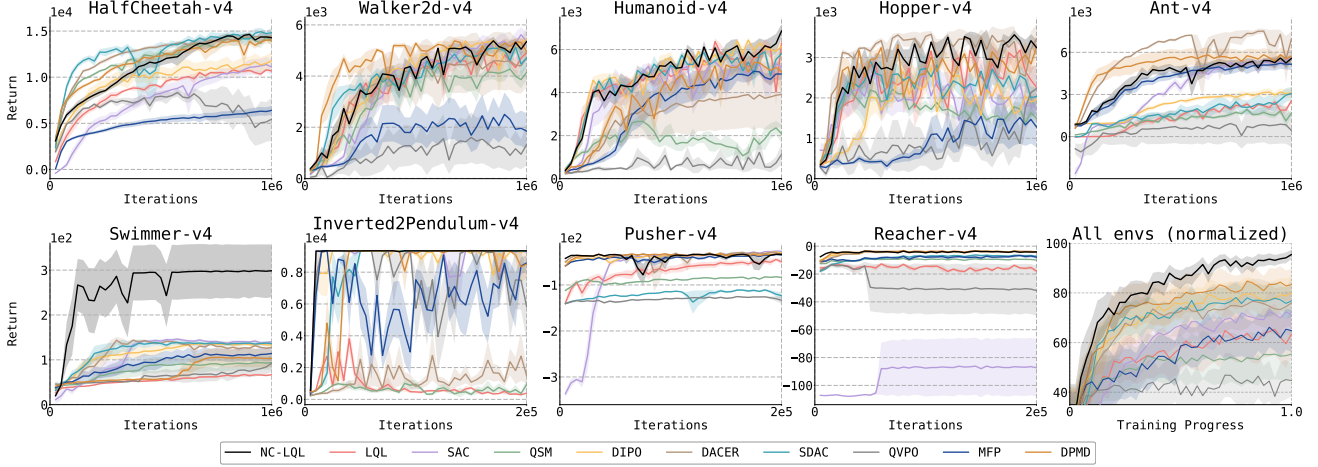 HalfCheetah-v4 Walker2d-v4 Humanoid-v4 Hopper-v4 Ant-v4
1e4 1e3 1e3 1e3 1e3
Return
1.5
1.0
0.5
0.0
0 1e6
Iterations
6
4
2
0
0 1e6
Iterations
6
4
2
0
0 1e6
Iterations
3
2
1
0
0 1e6
Iterations
6
3
0
0 1e6
Iterations
Swimmer-v4 Inverted2Pendulum-v4 Pusher-v4 Reacher-v4 All envs (normalized)
1e2 1e4 1e2
Return
3
2
1
0
0 1e6
Iterations
0.8
0.6
0.4
0.2
0.0
0 2e5
Iterations
−1
−2
−3
0 2e5
Iterations
0
−20
−40
−60
−80
−100
0 2e5
Iterations
100
80
60
40
0 1.0
Training Progress
NC-LQL LQL SAC QSM DIPO DACER SDAC QVPO MFP DPMD